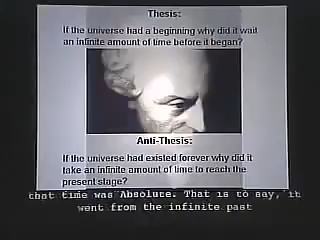 Thesis:
If the universe had a beginning why did it wait
an infinite amount of time before it began?
Anti-Thesis:
If the universe had existed forever why did it
take an infinite amount of time to reach the
present stage?
that time was Absolute. That is to say, it
went from the infinite past